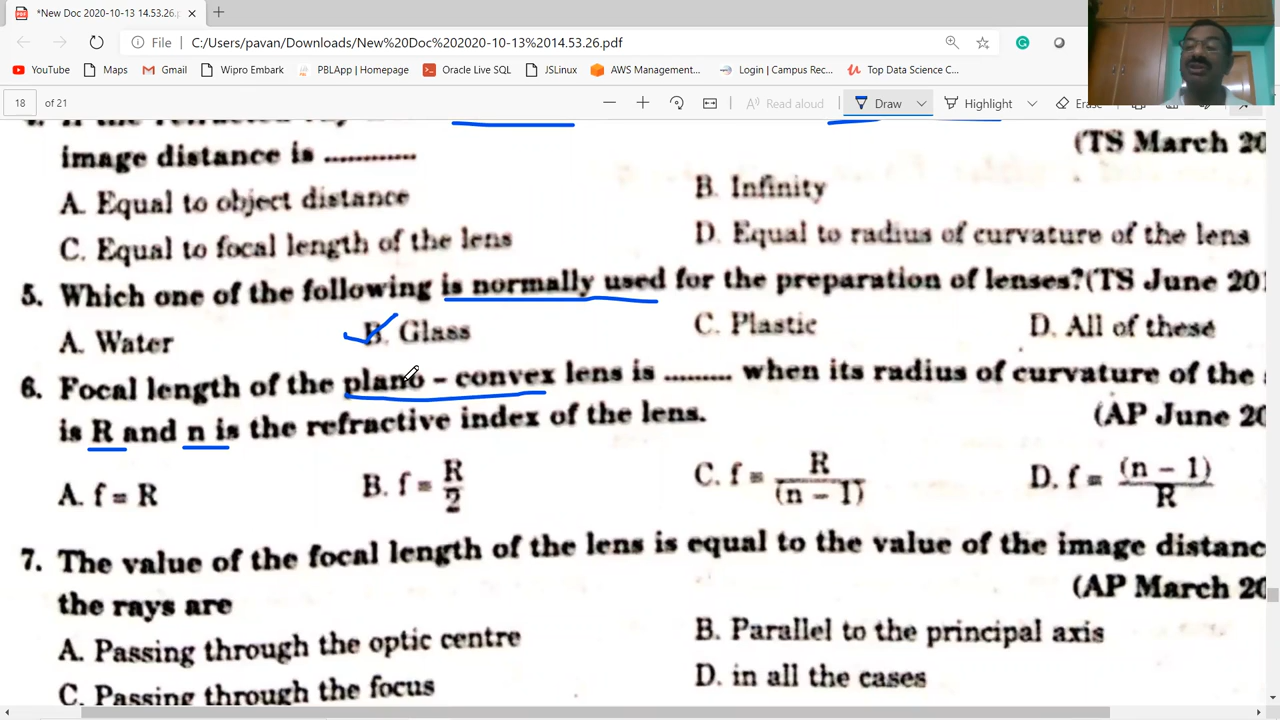 *New Doc 2020-10-13 14.53.26.p
File C:/Users/pavan/Downloads/New%20Doc%202020-10-13%2014.53.26.pdf
YouTube Maps Gmail Wipro Embark PBLApp | Homepage Oracle Live SQL JSLinux AWS Management... Login | Campus Rec... Top Data Science C...
18 of 21 Read aloud Draw Highlight Erase
image distance is ............ (TS March 20
A. Equal to object distance B. Infinity
C. Equal to focal length of the lens D. Equal to radius of curvature of the lens
5. Which one of the following is normally used for the preparation of lenses?(TS June 201
A. Water B. Glass C. Plastic D. All of these
6. Focal length of the plano - convex lens is ......... when its radius of curvature of the
is R and n is the refractive index of the lens. (AP June 20
A. f = R B. f = R/2 C. f = R/(n - 1) D. f = (n - 1)/R
7. The value of the focal length of the lens is equal to the value of the image distanc
the rays are (AP March 20
A. Passing through the optic centre B. Parallel to the principal axis
C. Passing through the focus D. in all the cases